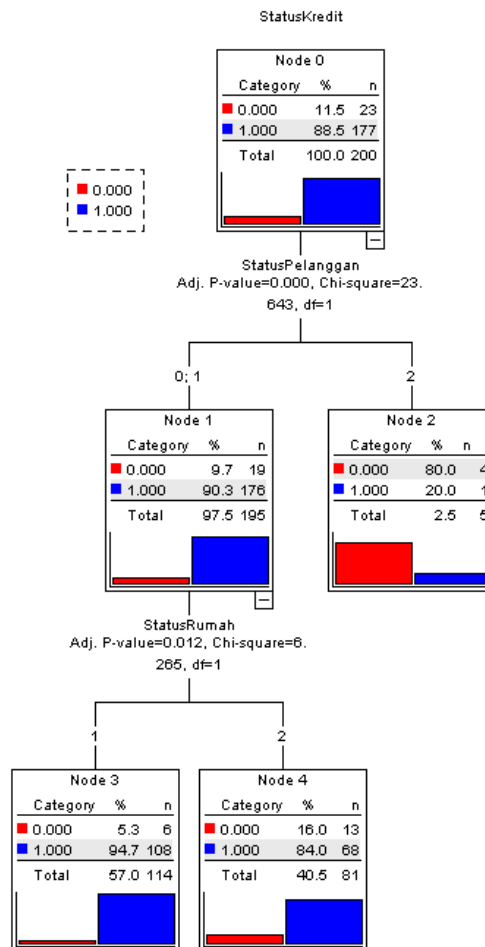 StatusKredit
Node 0
Category % n
0.000 11.5 23
1.000 88.5 177
Total 100.0 200
0.000
1.000
StatusPelanggan
Adj. P-value=0.000, Chi-square=23.
643, df=1
0; 1
2
Node 1
Category % n
0.000 9.7 19
1.000 90.3 176
Total 97.5 195
Node 2
Category % n
0.000 80.0 4
1.000 20.0 1
Total 2.5 5
StatusRumah
Adj. P-value=0.012, Chi-square=6.
265, df=1
1
2
Node 3
Category % n
0.000 5.3 6
1.000 94.7 108
Total 57.0 114
Node 4
Category % n
0.000 16.0 13
1.000 84.0 68
Total 40.5 81